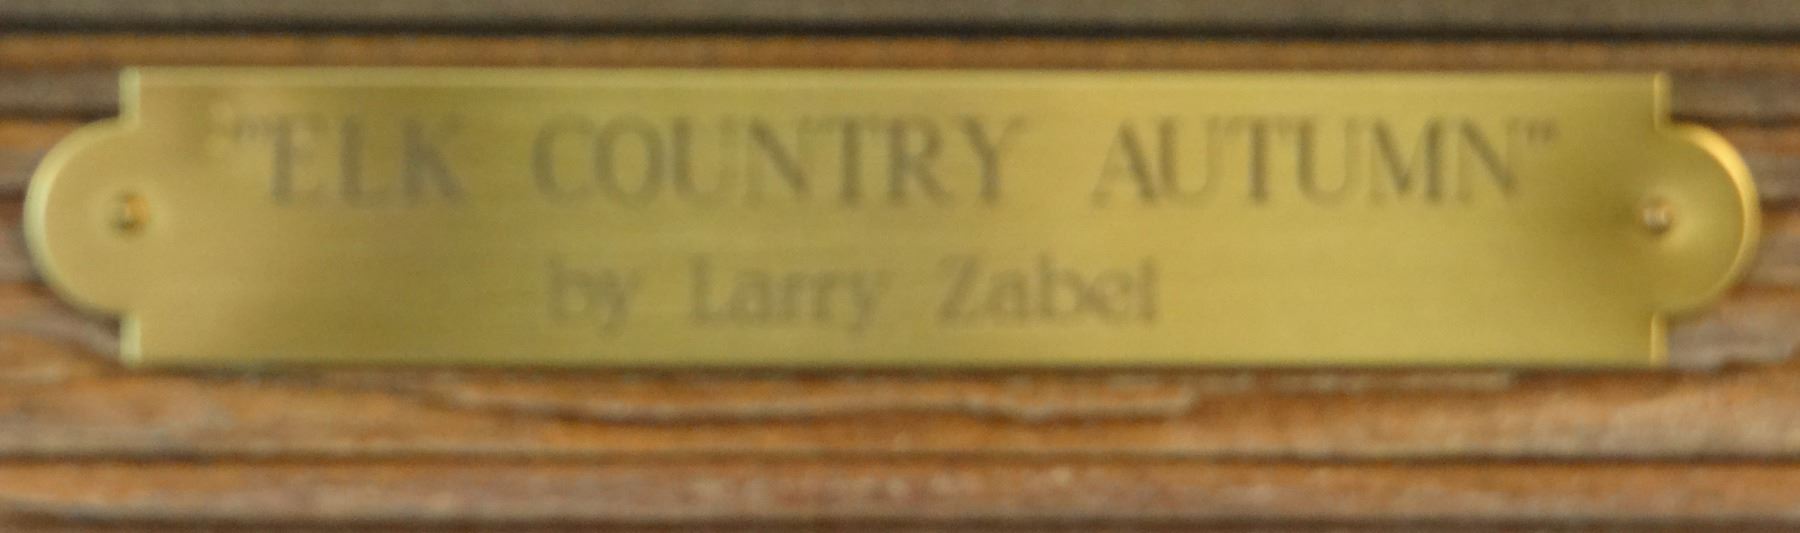 "ELK COUNTRY AUTUMN"
by Larry Zabel